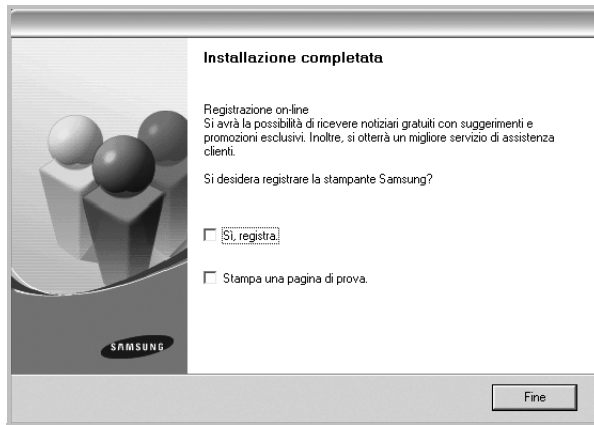 Installazione completata
Registrazione on-line
Si avrà la possibilità di ricevere notiziari gratuiti con suggerimenti e
promozioni esclusivi. Inoltre, si otterrà un migliore servizio di assistenza
clienti.
Si desidera registrare la stampante Samsung?
Sì, registra.
Stampa una pagina di prova.
SAMSUNG
Fine